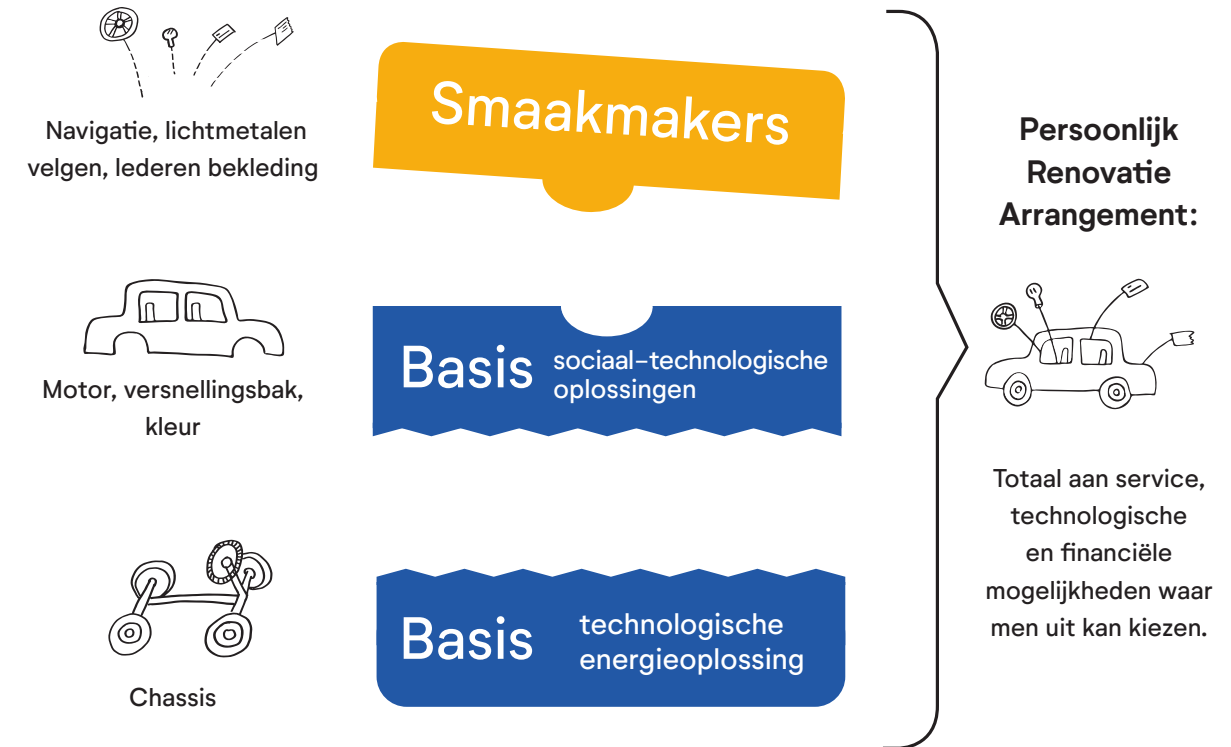 Navigatie, lichtmetalen
velgen, lederen bekleding
Smaakmakers
Motor, versnellingsbak,
kleur
Basis sociaal-technologische
oplossingen
Chassis
Basis technologische
energieoplossing
Persoonlijk
Renovatie
Arrangement:
Totaal aan service,
technologische
en financiële
mogelijkheden waar
men uit kan kiezen.